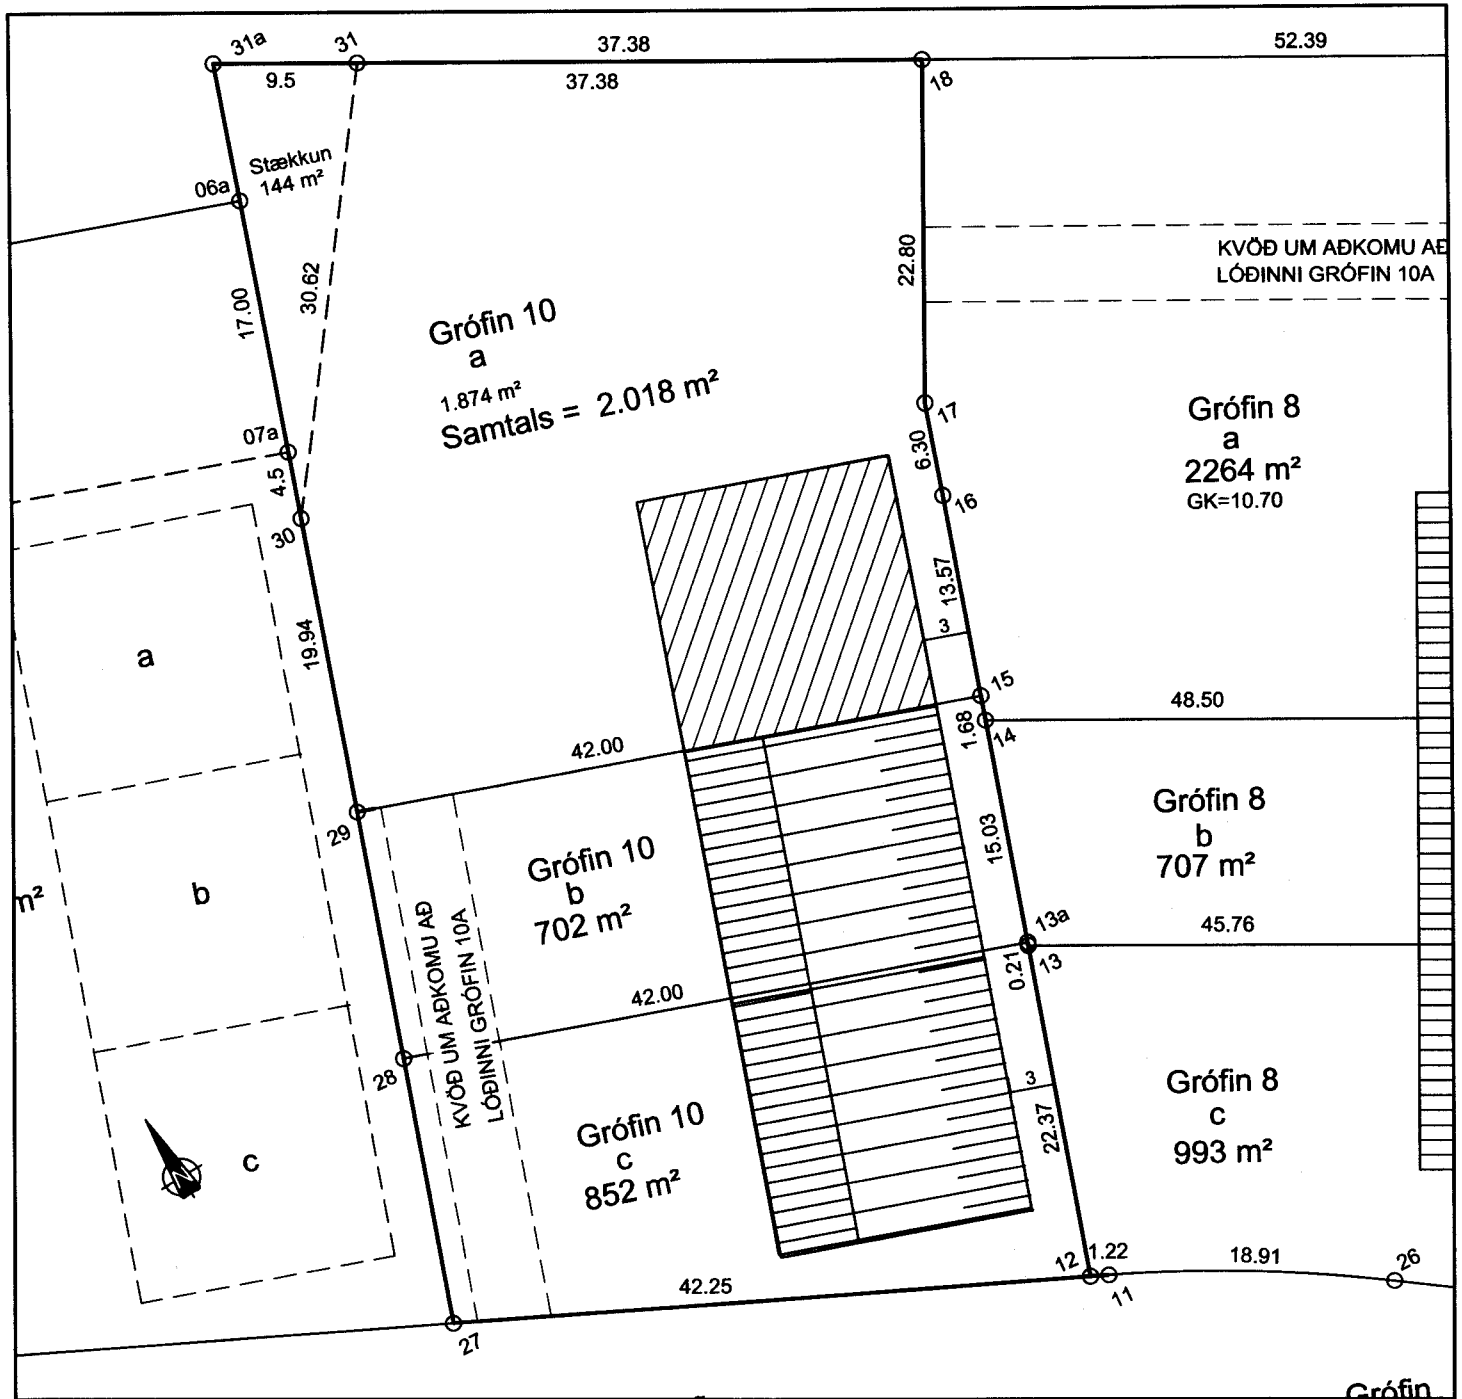 31a
31
37.38
52.39
9.5
37.38
18
Stækkun
144 m²
06a
17.00
30.62
22.80
KVÖÐ UM AÐKOMU AÐ
LÓÐINNI GRÓFIN 10A
Grófin 10
a
1.874 m²
Samtals = 2.018 m²
17
6.30
16
Grófin 8
a
2264 m²
GK=10.70
07a
4.5
30
13.57
3
19.94
a
15
1.68
14
48.50
42.00
29
15.03
Grófin 8
b
707 m²
Grófin 10
b
702 m²
m²
b
KVÖÐ UM AÐKOMU AÐ
LÓÐINNI GRÓFIN 10A
13a
13
0.21
45.76
42.00
28
3
22.37
Grófin 8
c
993 m²
Grófin 10
c
852 m²
N
c
12
1.22
11
18.91
26
42.25
27
Grófin